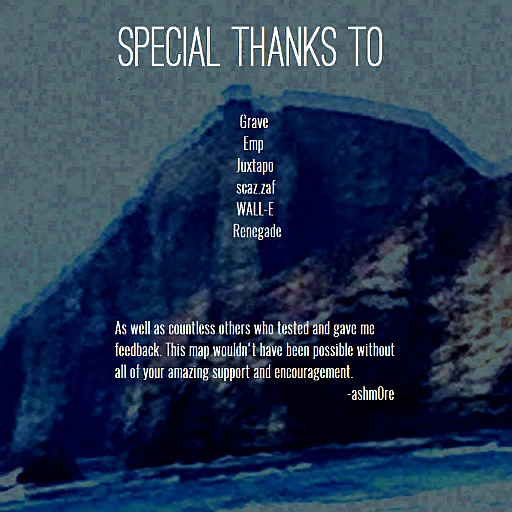 SPECIAL THANKS TO
Grave
Emp
Juxtapo
scaz.zaf
WALL-E
Renegade
As well as countless others who tested and gave me
feedback. This map wouldn't have been possible without
all of your amazing support and encouragement.
-ashm0re